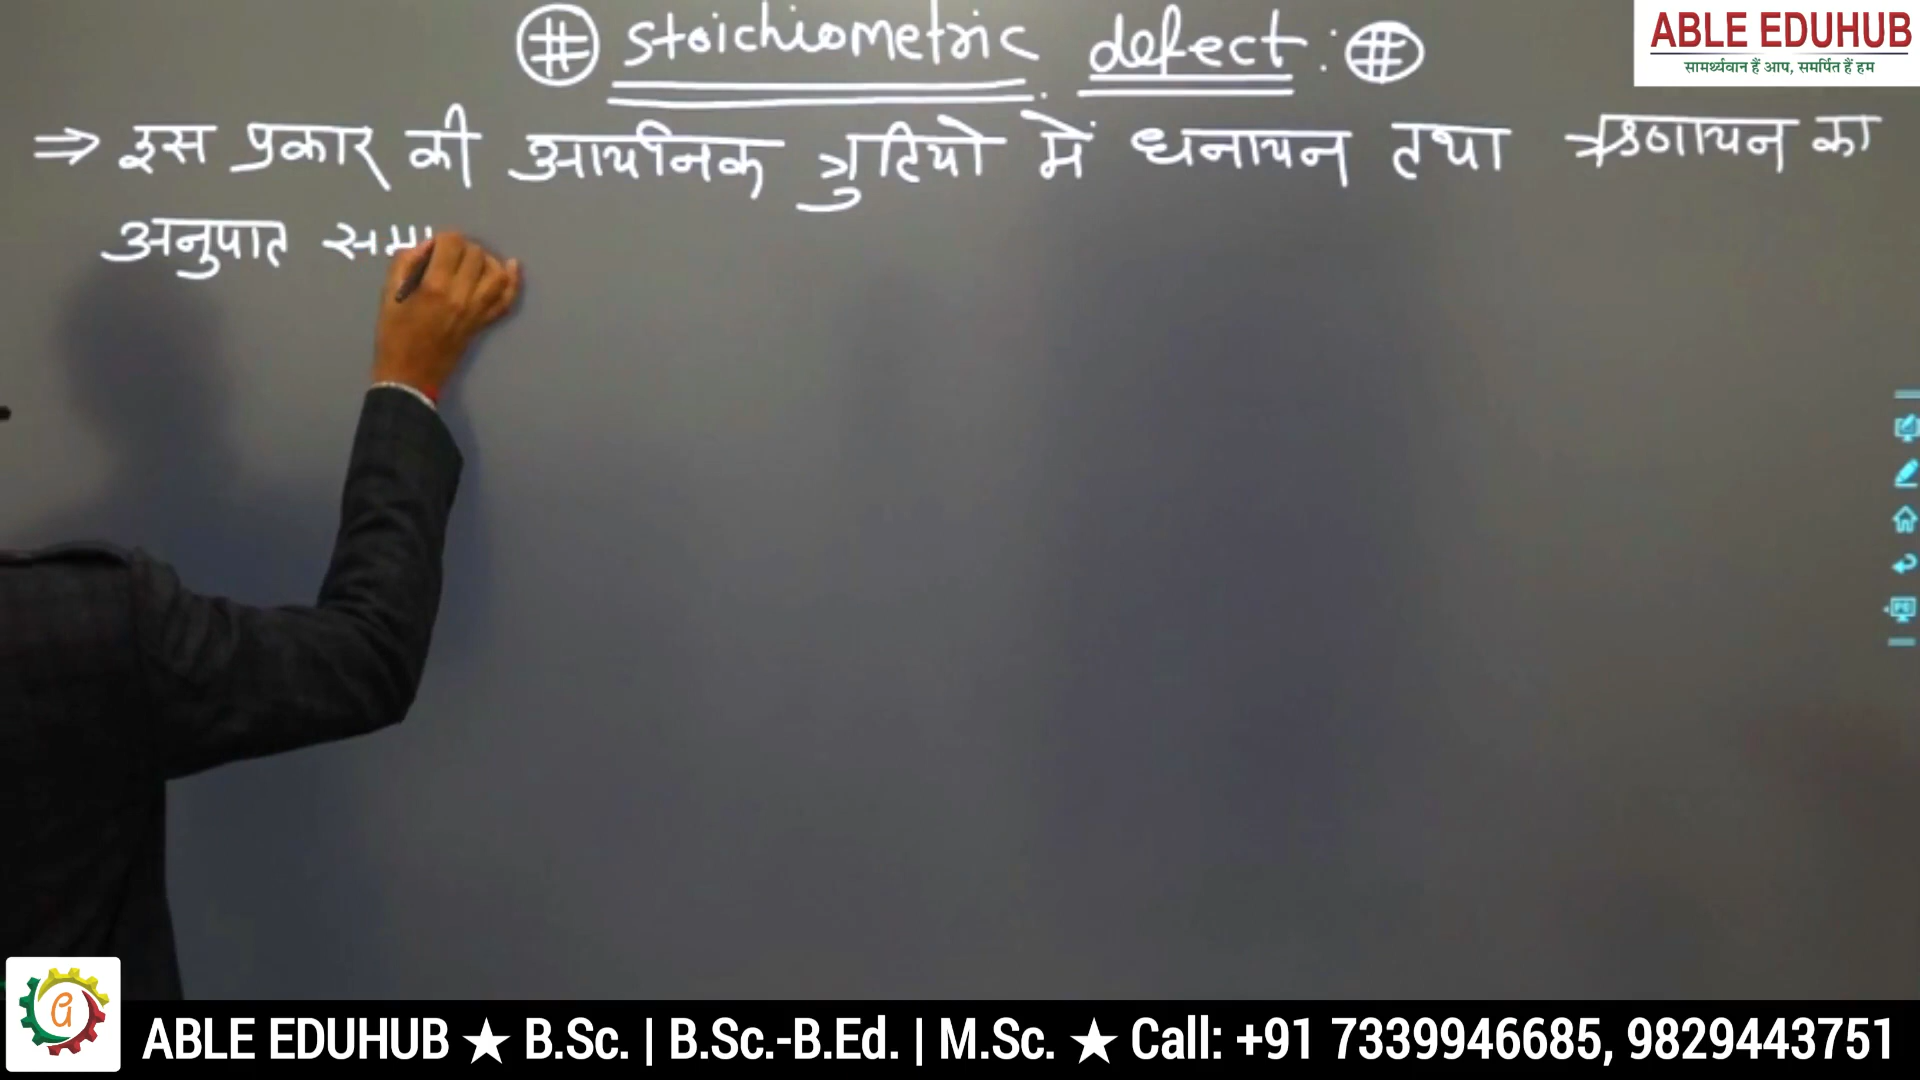 # stoichiometric defect : #
ABLE EDUHUB
सामर्थ्यवान हैं आप, समर्पित हैं हम
⇒ इस प्रकार की आयनिक त्रुटियो में धनायन तथा ऋणायन का
अनुपात समा
ABLE EDUHUB ★ B.Sc. | B.Sc.-B.Ed. | M.Sc. ★ Call: +91 7339946685, 9829443751